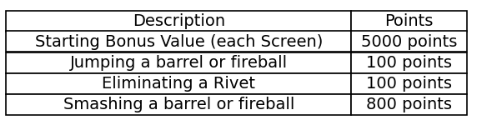 Description Points
Starting Bonus Value (each Screen) 5000 points
Jumping a barrel or fireball 100 points
Eliminating a Rivet 100 points
Smashing a barrel or fireball 800 points